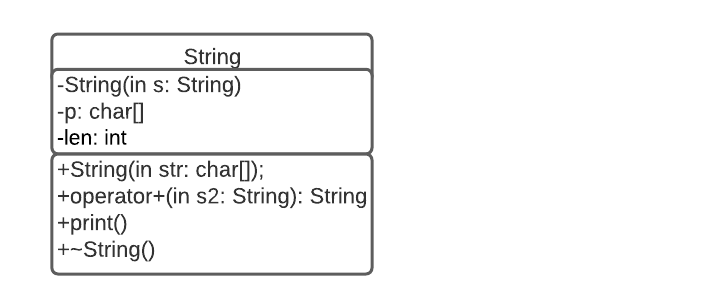 String
-String(in s: String)
-p: char[]
-len: int
+String(in str: char[]);
+operator+(in s2: String): String
+print()
+~String()